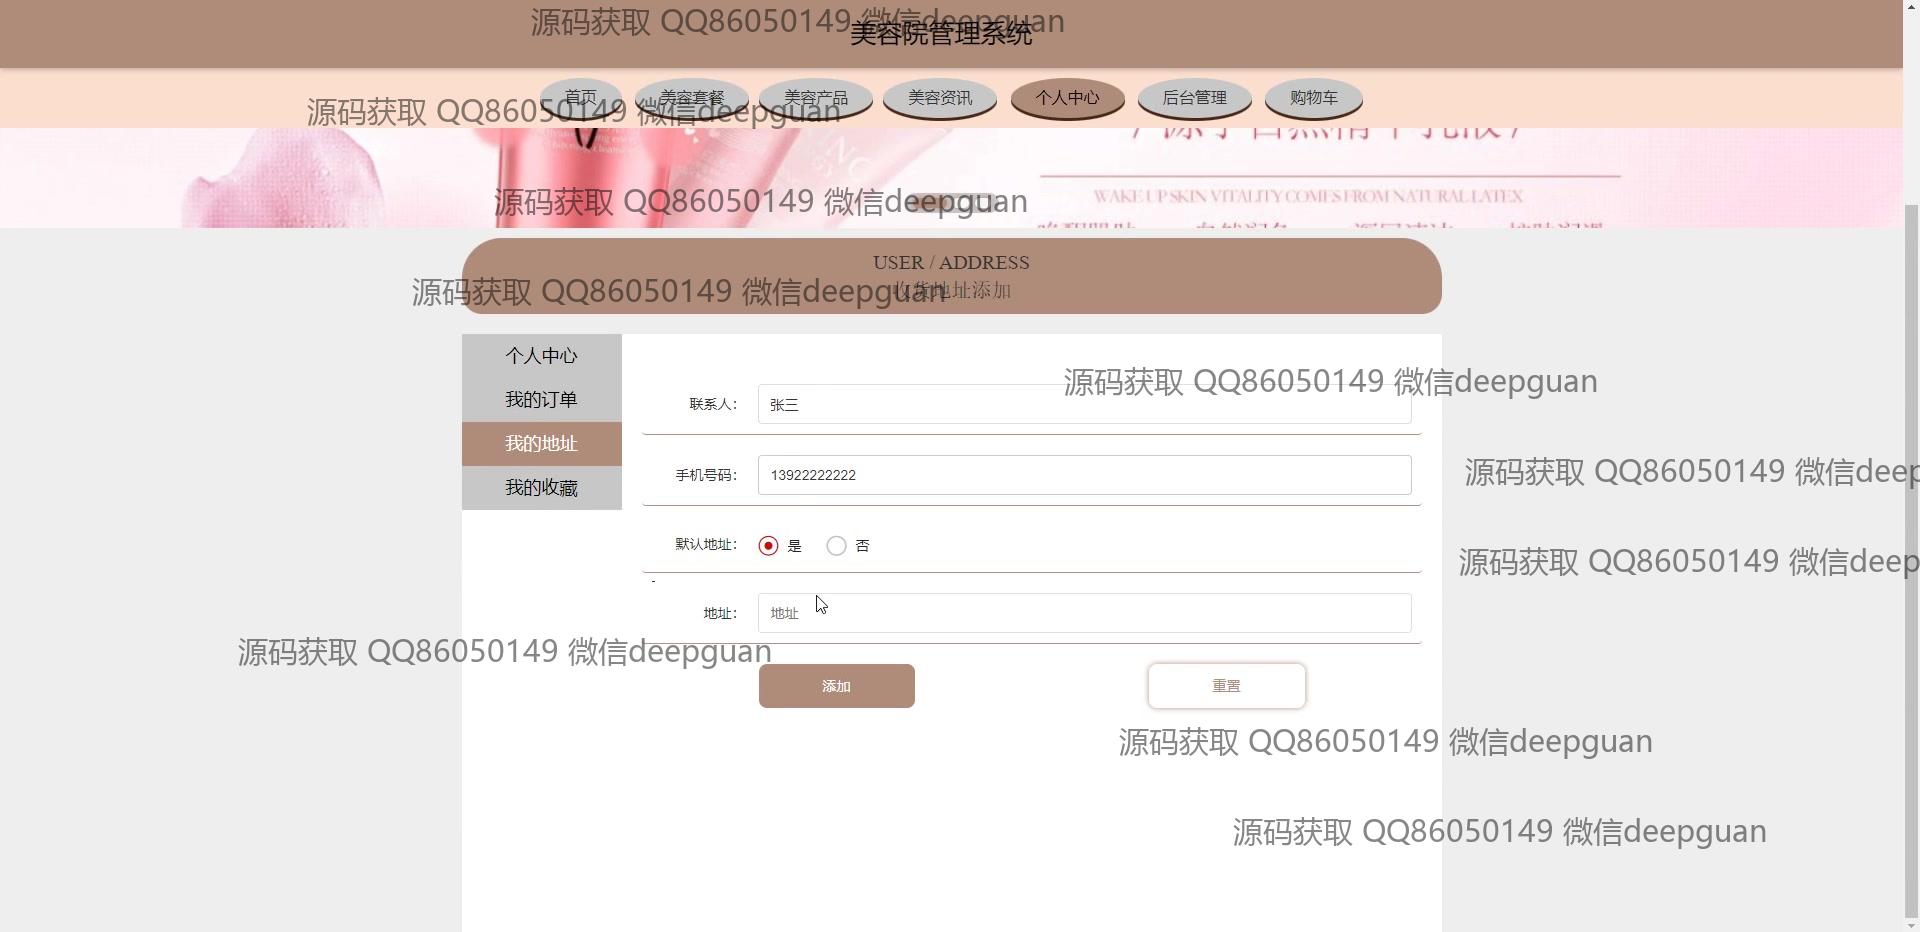 源码获取 QQ86050149 微信deepguan
美容院管理系统
首页 美容套餐 美容产品 美容资讯 个人中心 后台管理 购物车
源码获取 QQ86050149 微信deepguan
WAKE UP SKIN VITALITY COMES FROM NATURAL LATEX
源码获取 QQ86050149 微信deepguan
USER / ADDRESS
收货地址添加
源码获取 QQ86050149 微信deepguan
个人中心
我的订单
我的地址
我的收藏
源码获取 QQ86050149 微信deepguan
联系人： 张三
手机号码： 13922222222
源码获取 QQ86050149 微信deep
默认地址： 是 否
源码获取 QQ86050149 微信deep
地址： 地址
源码获取 QQ86050149 微信deepguan
添加 重置
源码获取 QQ86050149 微信deepguan
源码获取 QQ86050149 微信deepguan